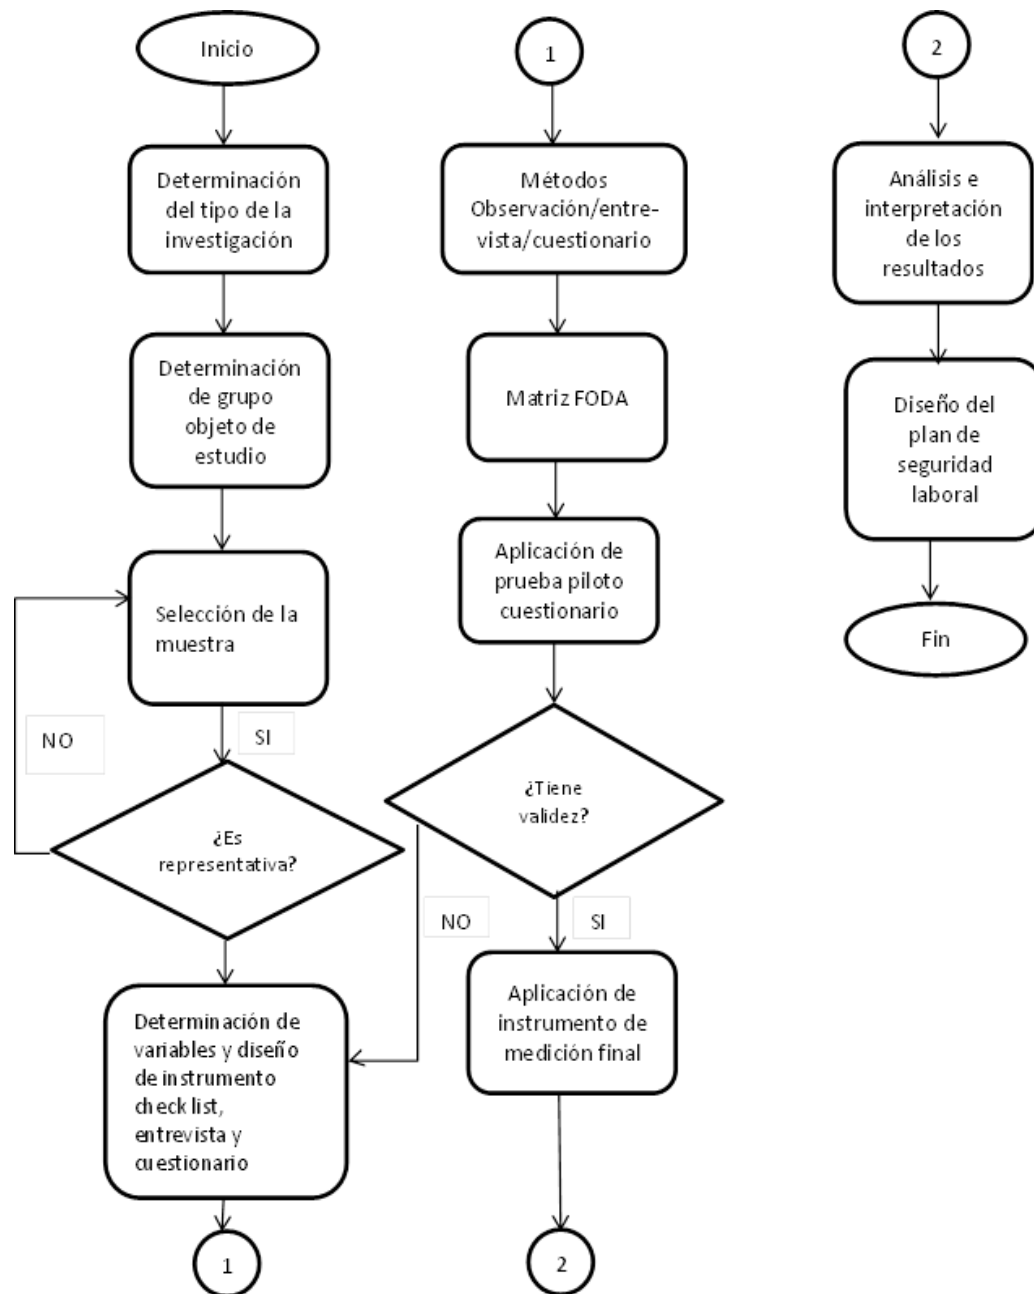 Inicio
Determinación
del tipo de la
investigación
Determinación
de grupo
objeto de
estudio
Selección de la
muestra
NO
SI
¿Es
representativa?
Determinación de
variables y diseño
de instrumento
check list,
entrevista y
cuestionario
1
1
Métodos
Observación/entre-
vista/cuestionario
Matriz FODA
Aplicación de
prueba piloto
cuestionario
¿Tiene
validez?
NO
SI
Aplicación de
instrumento de
medición final
2
2
Análisis e
interpretación
de los
resultados
Diseño del
plan de
seguridad
laboral
Fin